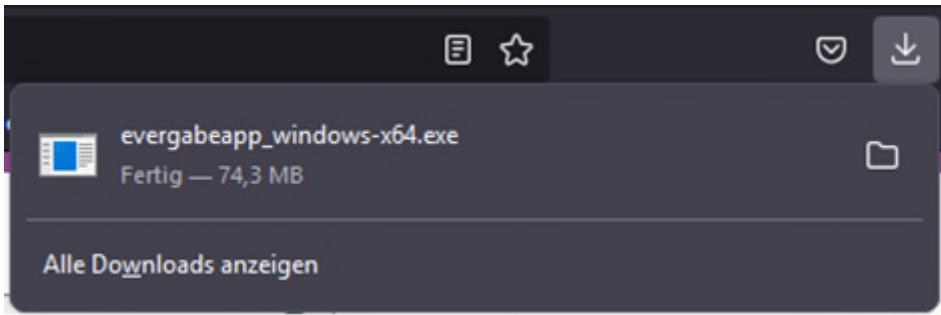 evergabeapp_windows-x64.exe
Fertig — 74,3 MB
Alle Downloads anzeigen